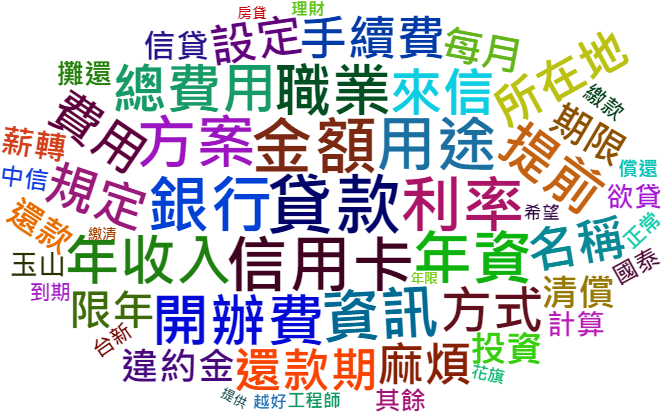 房貸
理財
信貸
設定
手續費
每月
所在地
攤還
總費用
職業
來信
繳款
費用
方案
金額
用途
提前
期限
薪轉
中信
規定
銀行
貸款
利率
償還
欲貸
希望
還款
繳清
年收入
信用卡
年資
名稱
正常
國泰
玉山
到期
限年
年限
開辦費
資訊
方式
清償
計算
台新
違約金
還款期
麻煩
投資
花旗
提供
越好
工程師
其餘